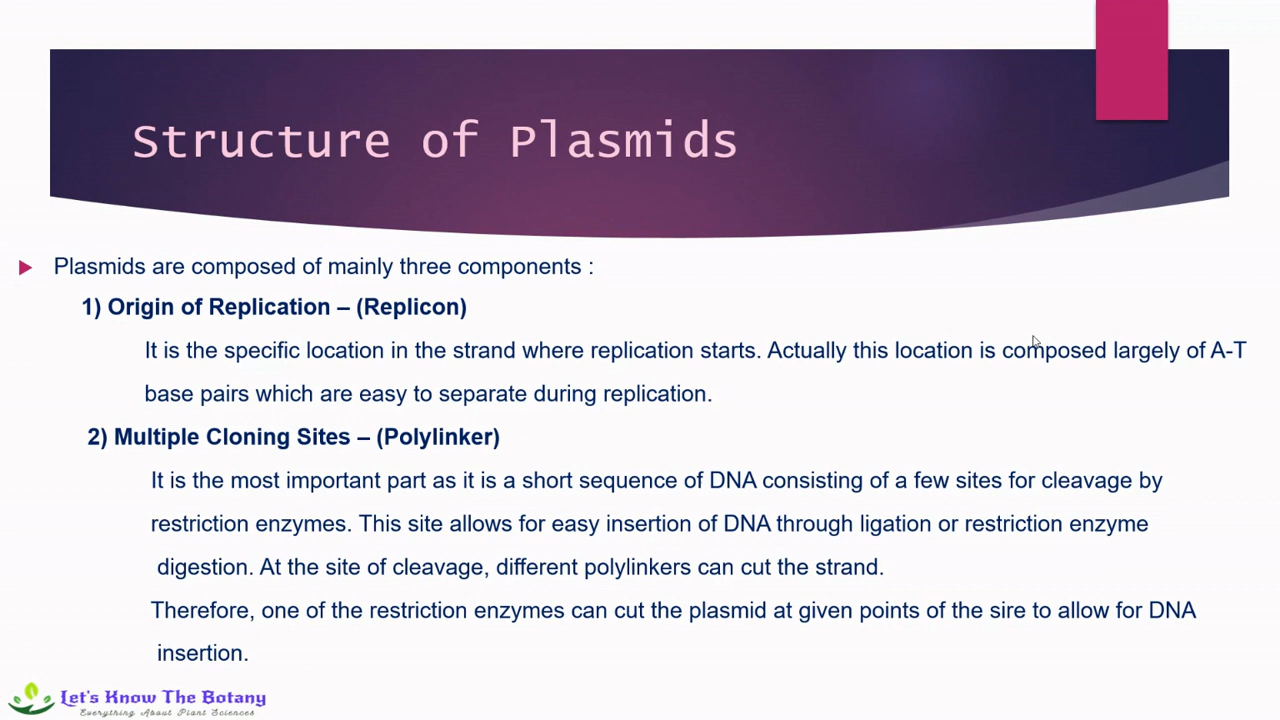 Structure of Plasmids
Plasmids are composed of mainly three components :
1) Origin of Replication – (Replicon)
It is the specific location in the strand where replication starts. Actually this location is composed largely of A-T
base pairs which are easy to separate during replication.
2) Multiple Cloning Sites – (Polylinker)
It is the most important part as it is a short sequence of DNA consisting of a few sites for cleavage by
restriction enzymes. This site allows for easy insertion of DNA through ligation or restriction enzyme
digestion. At the site of cleavage, different polylinkers can cut the strand.
Therefore, one of the restriction enzymes can cut the plasmid at given points of the sire to allow for DNA
insertion.
Let's Know The Botany
Everything About Plant Sciences